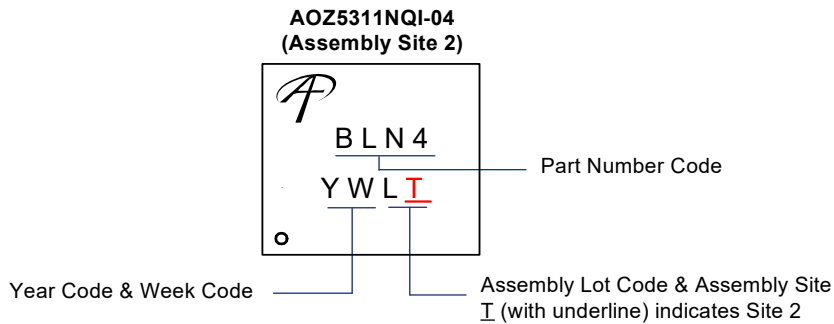 AOZ5311NQI-04
(Assembly Site 2)
BLN4
Part Number Code
YWLT
Year Code & Week Code
Assembly Lot Code & Assembly Site
T (with underline) indicates Site 2